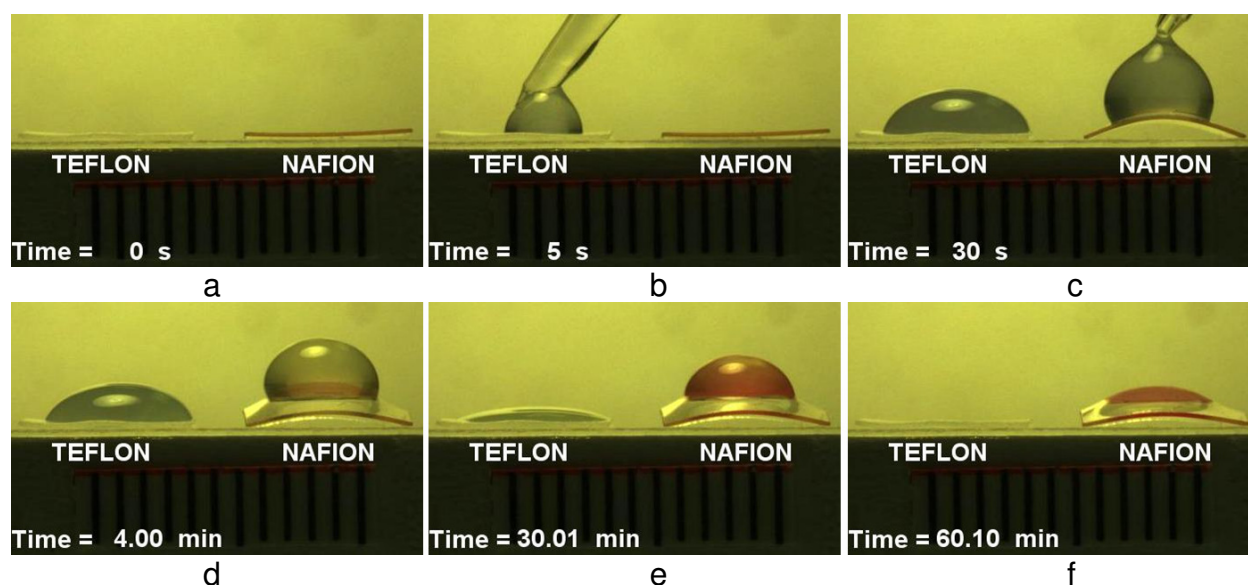 TEFLON NAFION
Time = 0 s
a
TEFLON NAFION
Time = 5 s
b
TEFLON NAFION
Time = 30 s
c
TEFLON NAFION
Time = 4.00 min
d
TEFLON NAFION
Time = 30.01 min
e
TEFLON NAFION
Time = 60.10 min
f